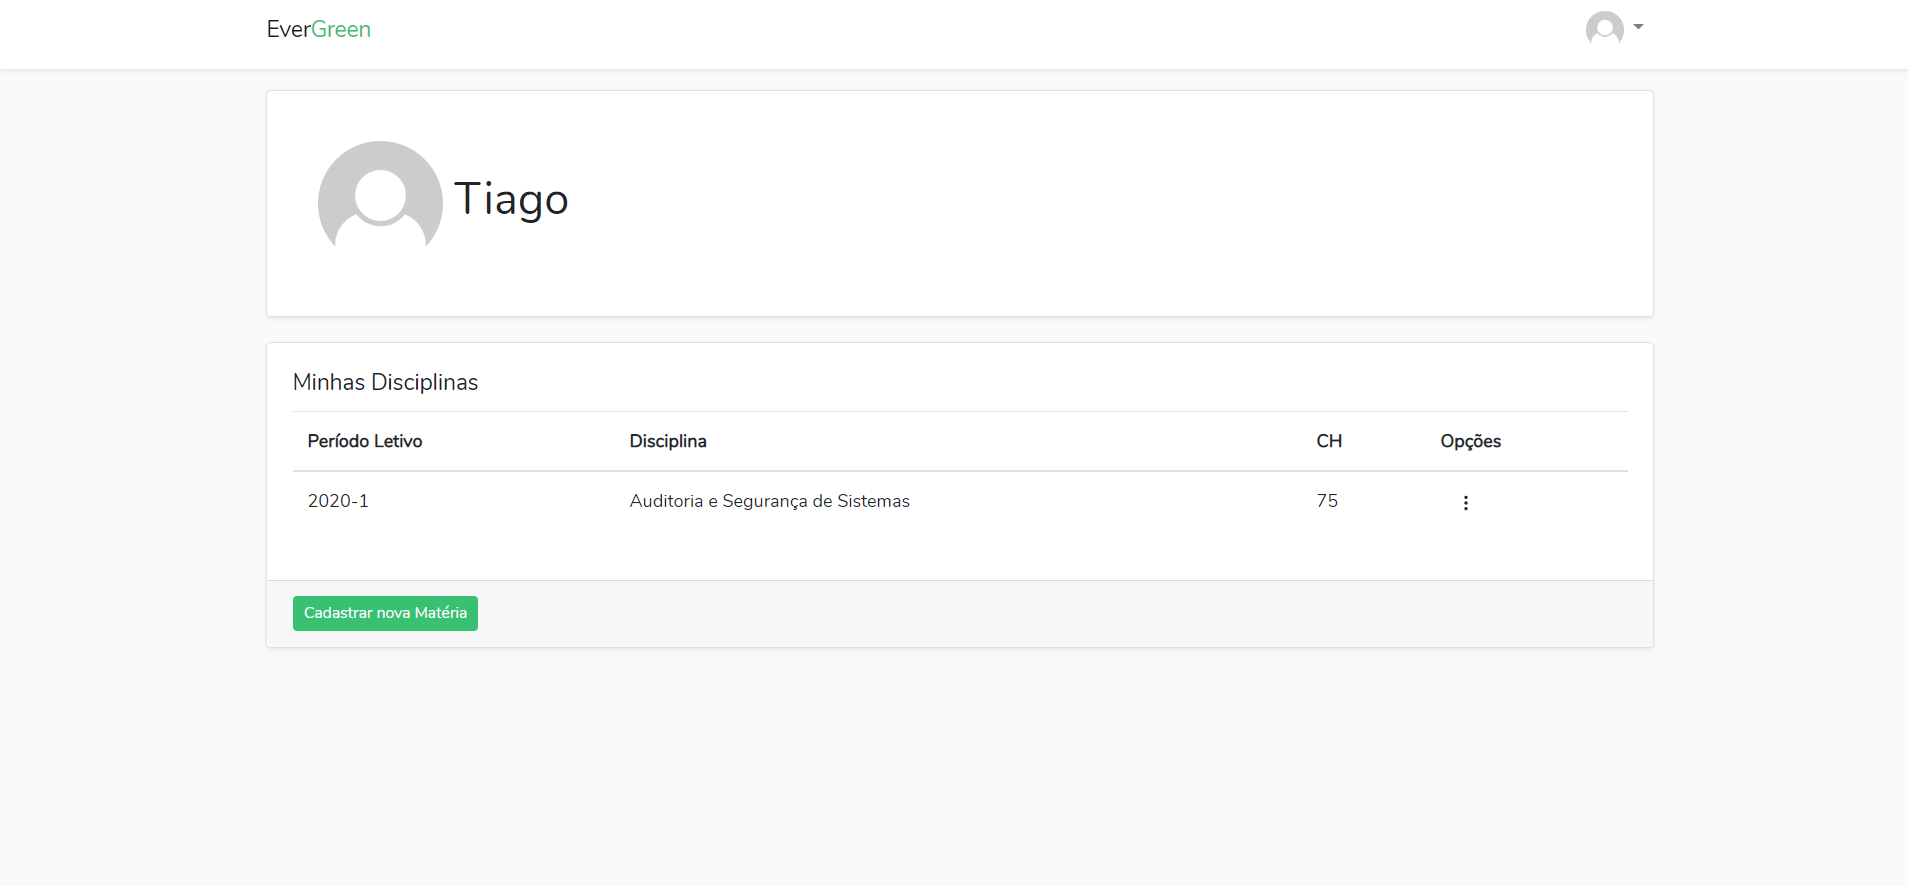 EverGreen
Tiago
Minhas Disciplinas
Período Letivo Disciplina CH Opções
2020-1 Auditoria e Segurança de Sistemas 75
Cadastrar nova Matéria